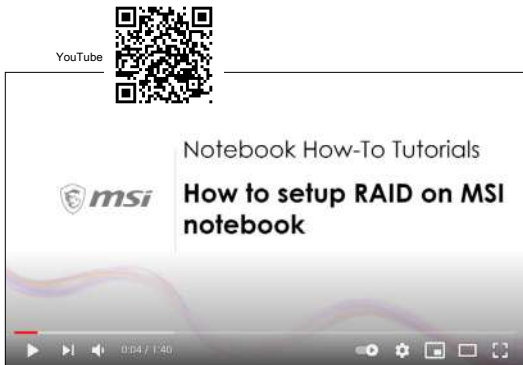 YouTube
Notebook How-To Tutorials
msi
How to setup RAID on MSI
notebook
0:04 / 1:40